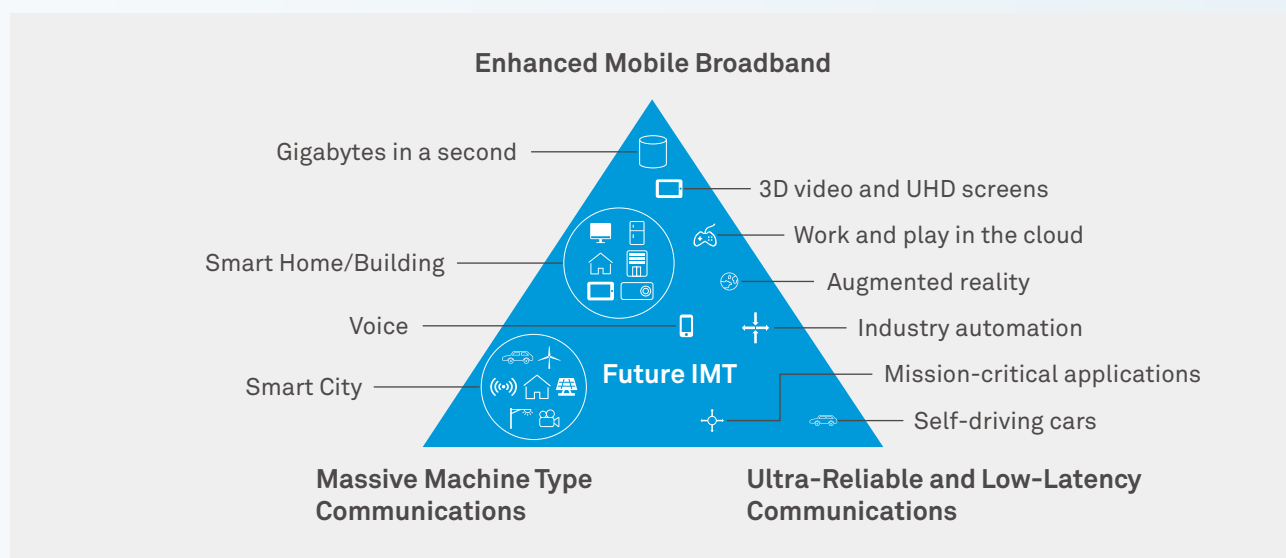 Enhanced Mobile Broadband
Gigabytes in a second
3D video and UHD screens
Work and play in the cloud
Smart Home/Building
Augmented reality
Voice
Industry automation
Future IMT
Mission-critical applications
Smart City
Self-driving cars
Massive Machine Type
Communications
Ultra-Reliable and Low-Latency
Communications